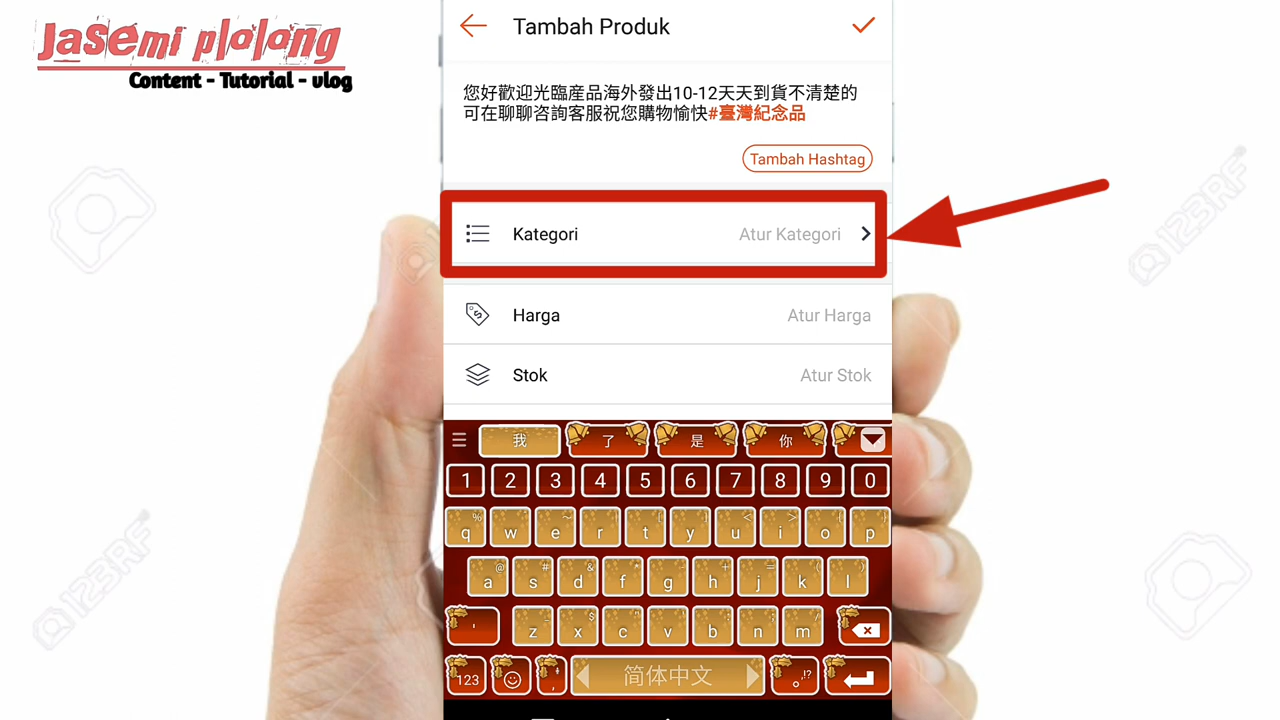 Jasemi plolong
Content - Tutorial - vlog
Tambah Produk
您好歡迎光臨産品海外發出10-12天天到貨不清楚的
可在聊聊咨詢客服祝您購物愉快#臺灣紀念品
Tambah Hashtag
Kategori Atur Kategori
Harga Atur Harga
Stok Atur Stok
我 了 是 你
1 2 3 4 5 6 7 8 9 0
q w e r t y u i o p
a s d f g h j k l
z x c v b n m
123 简体中文 。 ,!?
123RF
123RF
123RF